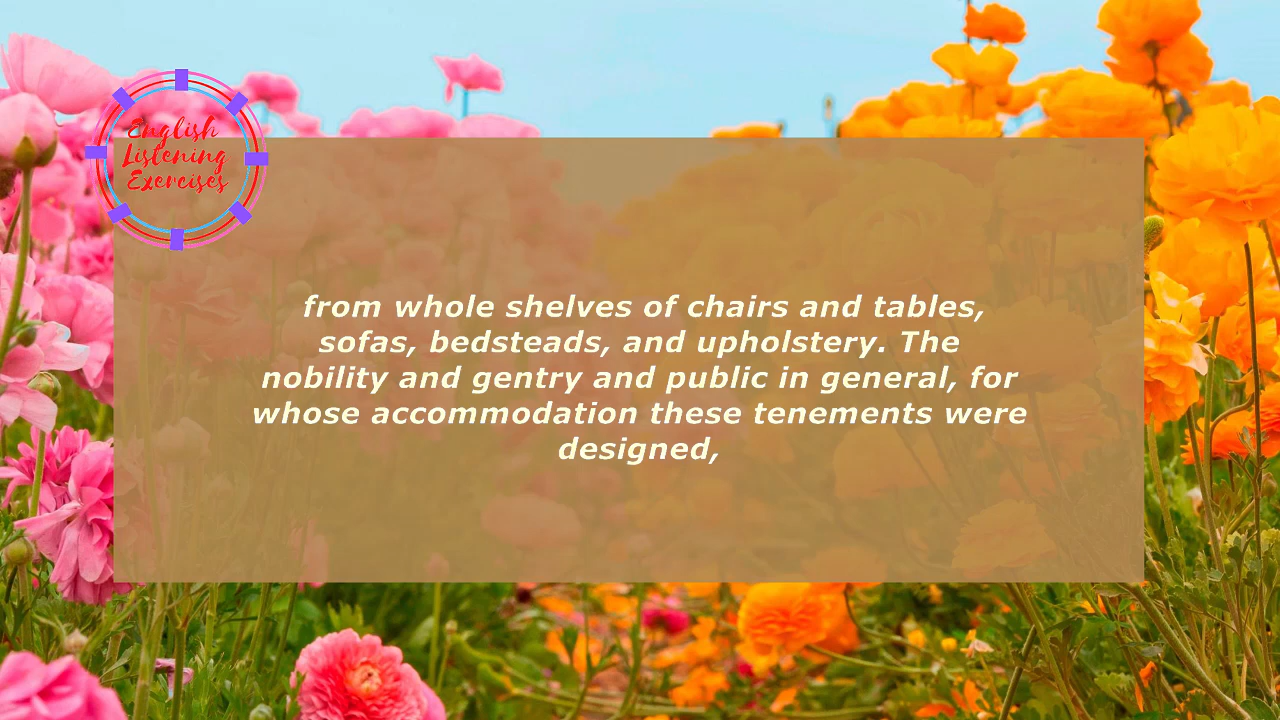 English
Listening
Exercises
from whole shelves of chairs and tables,
sofas, bedsteads, and upholstery. The
nobility and gentry and public in general, for
whose accommodation these tenements were
designed,